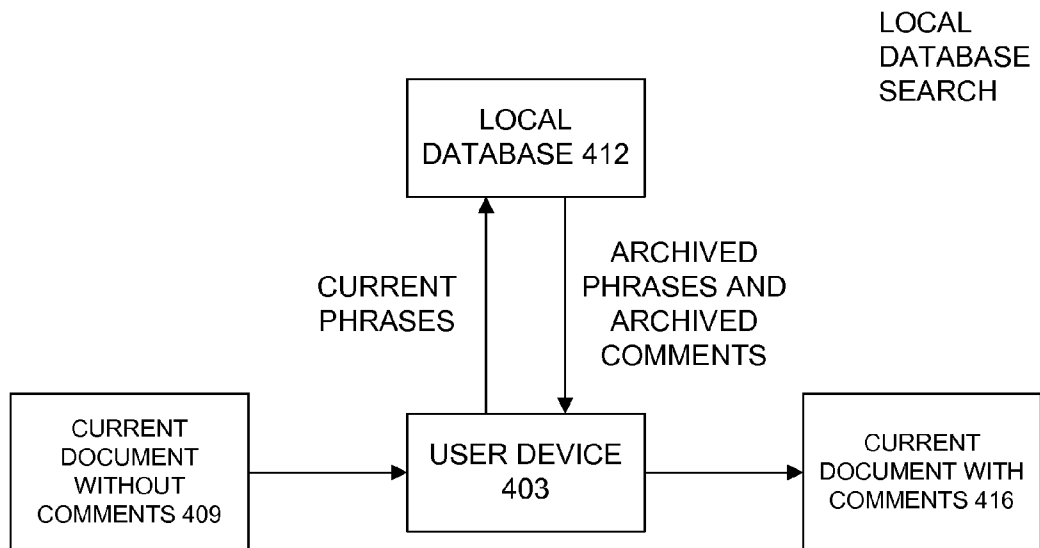 LOCAL
DATABASE
SEARCH
LOCAL
DATABASE 412
CURRENT
PHRASES
ARCHIVED
PHRASES AND
ARCHIVED
COMMENTS
CURRENT
DOCUMENT
WITHOUT
COMMENTS 409
USER DEVICE
403
CURRENT
DOCUMENT WITH
COMMENTS 416